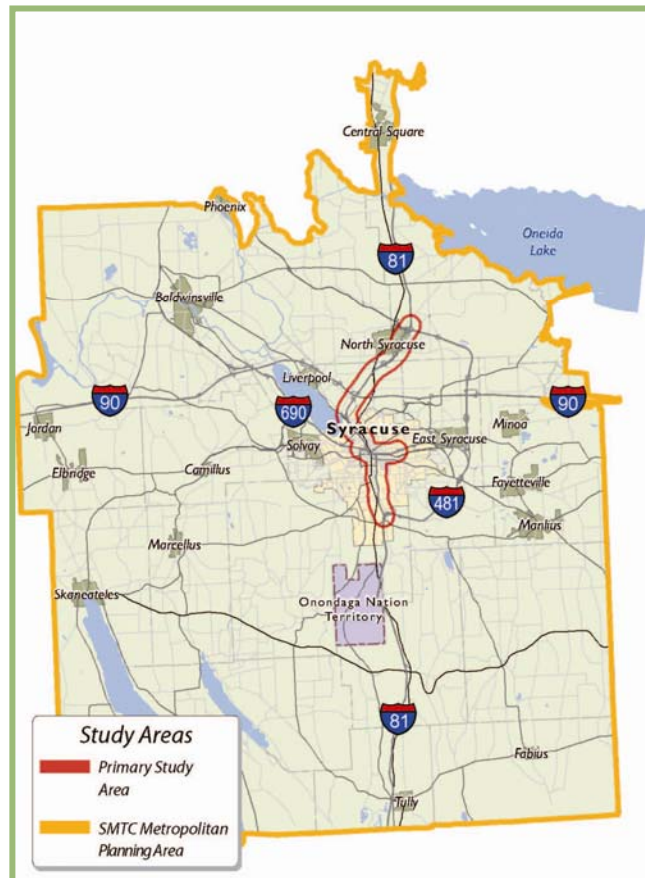 Central Square
Phoenix
Oneida
Lake
81
Baldwinsville
North Syracuse
Liverpool
90
690
90
Jordan
Syracuse
East Syracuse
Minoa
Solvay
Elbridge
Camillus
Fayetteville
481
Manlius
Marcellus
Skaneateles
Onondaga Nation
Territory
81
Fabius
Tully
Study Areas
Primary Study
Area
SMTC Metropolitan
Planning Area